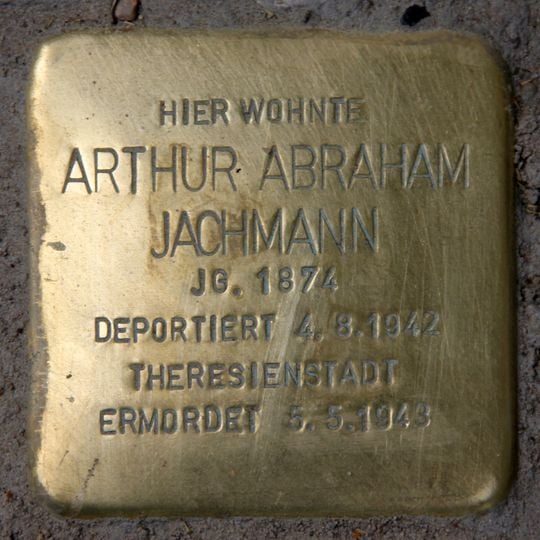 HIER WOHNTE
ARTHUR ABRAHAM
JACHMANN
JG. 1874
DEPORTIERT 4.8.1942
THERESIENSTADT
ERMORDET 5.5.1943